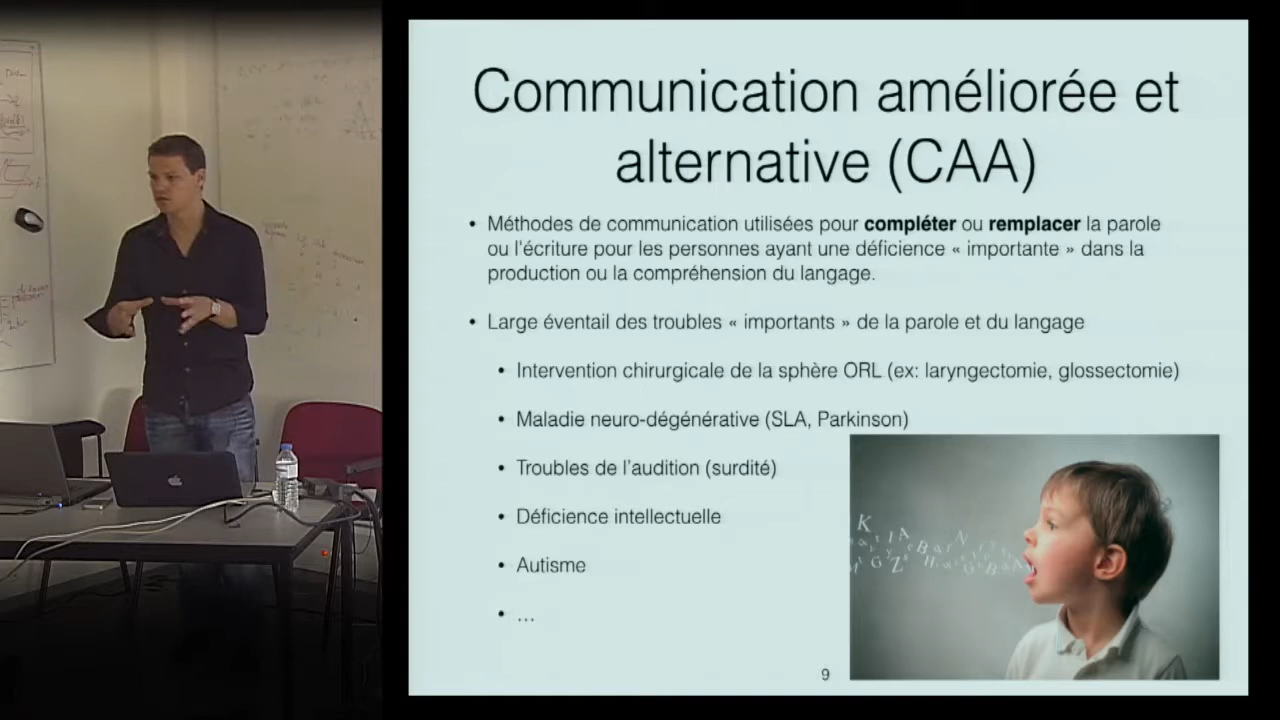 Communication améliorée et
alternative (CAA)
• Méthodes de communication utilisées pour compléter ou remplacer la parole
ou l'écriture pour les personnes ayant une déficience « importante » dans la
production ou la compréhension du langage.
• Large éventail des troubles « importants » de la parole et du langage
• Intervention chirurgicale de la sphère ORL (ex: laryngectomie, glossectomie)
• Maladie neuro-dégénérative (SLA, Parkinson)
• Troubles de l'audition (surdité)
• Déficience intellectuelle
• Autisme
• ...
9